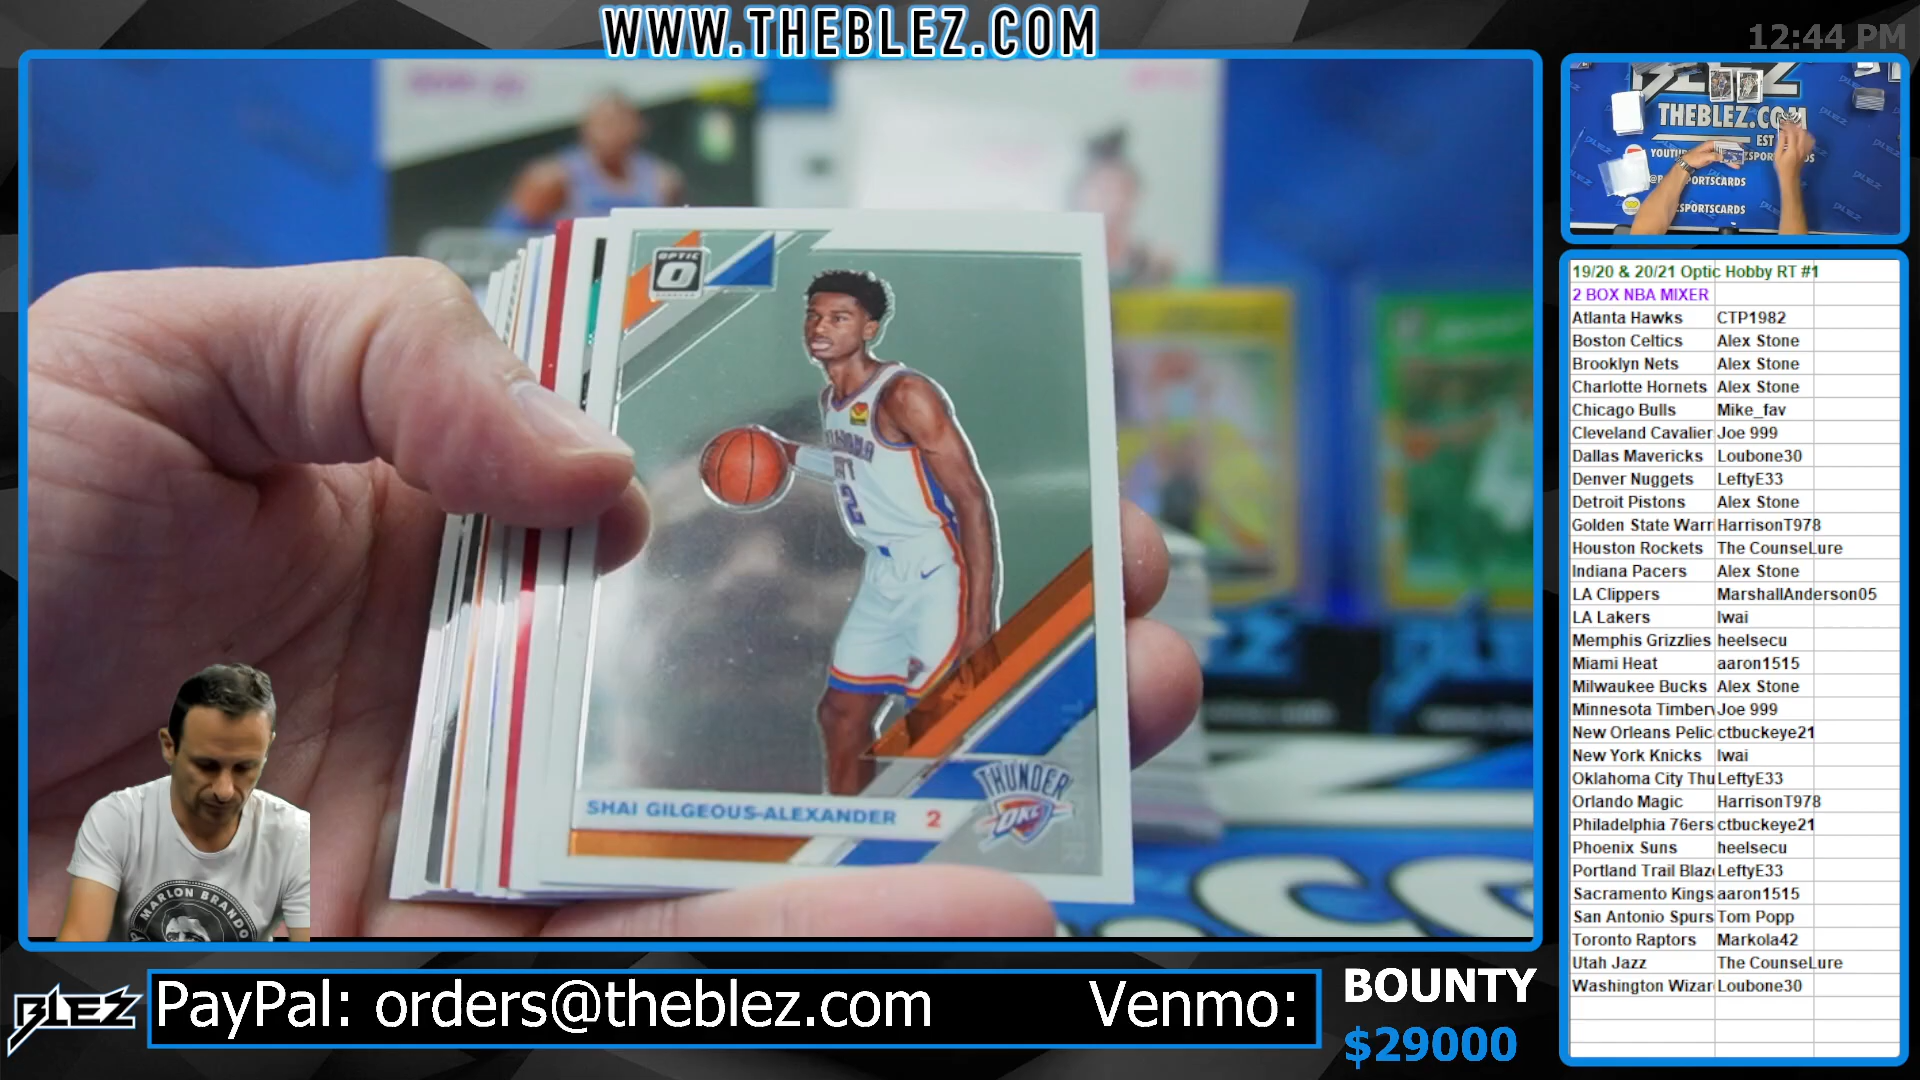 WWW.THEBLEZ.COM
12:44 PM
OPTIC
SHAI GILGEOUS-ALEXANDER 2
THUNDER
OKC
MARLON BRANDO
BLEZ
THEBLEZ.COM
EST
SPORTSCARDS
19/20 & 20/21 Optic Hobby RT #1
2 BOX NBA MIXER
Atlanta Hawks CTP1982
Boston Celtics Alex Stone
Brooklyn Nets Alex Stone
Charlotte Hornets Alex Stone
Chicago Bulls Mike_fav
Cleveland Cavalier Joe 999
Dallas Mavericks Loubone30
Denver Nuggets LeftyE33
Detroit Pistons Alex Stone
Golden State Warri HarrisonT978
Houston Rockets The CounseLure
Indiana Pacers Alex Stone
LA Clippers MarshallAnderson05
LA Lakers Iwai
Memphis Grizzlies heelsecu
Miami Heat aaron1515
Milwaukee Bucks Alex Stone
Minnesota Timberv Joe 999
New Orleans Pelic ctbuckeye21
New York Knicks Iwai
Oklahoma City Thu LeftyE33
Orlando Magic HarrisonT978
Philadelphia 76ers ctbuckeye21
Phoenix Suns heelsecu
Portland Trail Blaz LeftyE33
Sacramento Kings aaron1515
San Antonio Spurs Tom Popp
Toronto Raptors Markola42
Utah Jazz The CounseLure
Washington Wizar Loubone30
BLEZ
PayPal: orders@theblez.com Venmo:
BOUNTY
$29000